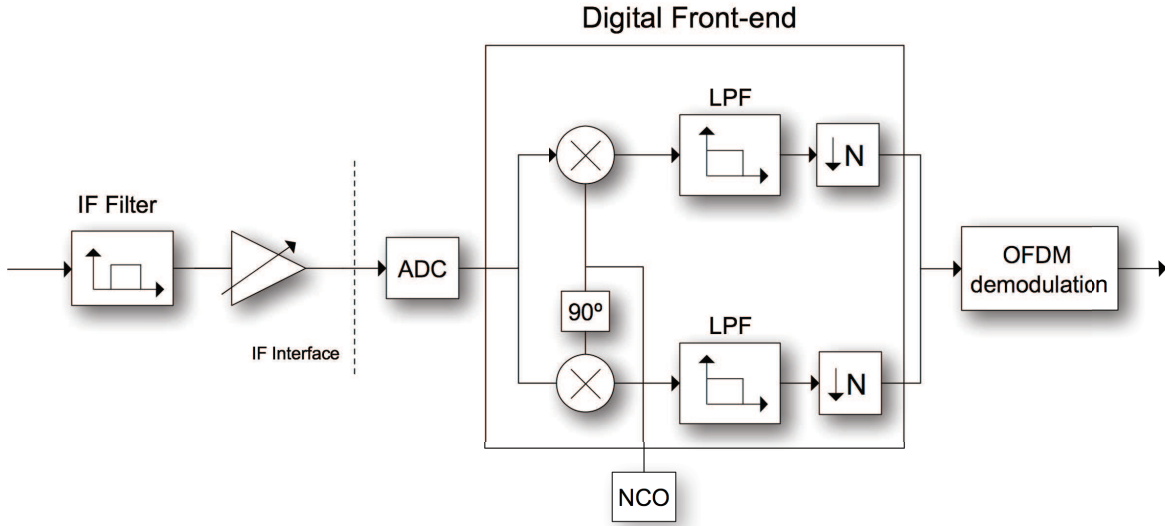 Digital Front-end
LPF
↓N
IF Filter
ADC
OFDM
demodulation
90º
IF Interface
LPF
↓N
NCO